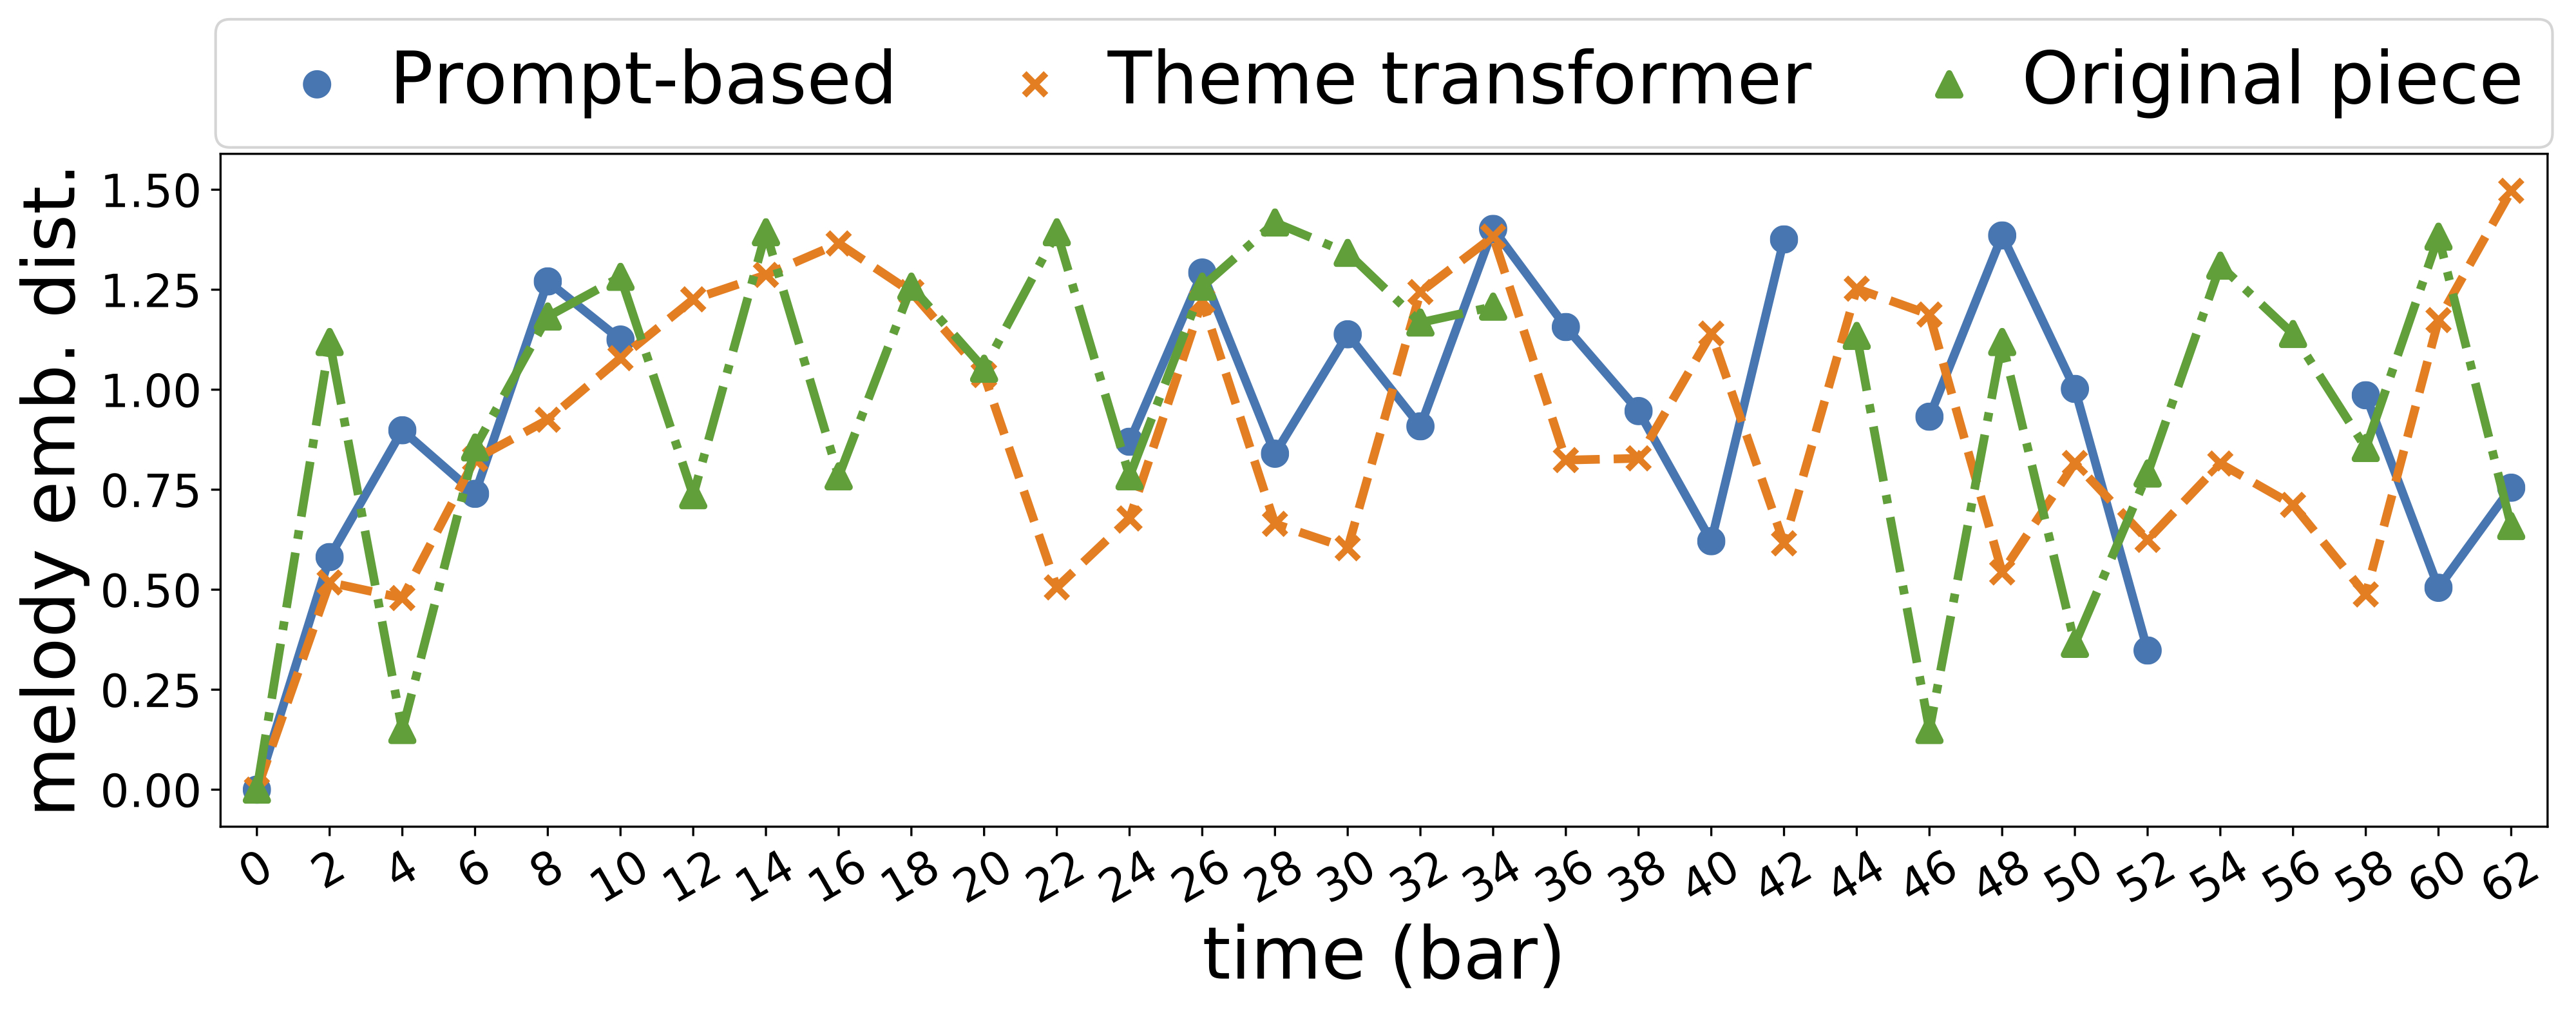 Prompt-based Theme transformer Original piece
melody emb. dist.
1.50
1.25
1.00
0.75
0.50
0.25
0.00
0 2 4 6 8 10 12 14 16 18 20 22 24 26 28 30 32 34 36 38 40 42 44 46 48 50 52 54 56 58 60 62
time (bar)